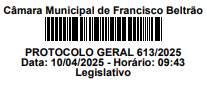 Câmara Municipal de Francisco Beltrão
PROTOCOLO GERAL 613/2025
Data: 10/04/2025 - Horário: 09:43
Legislativo